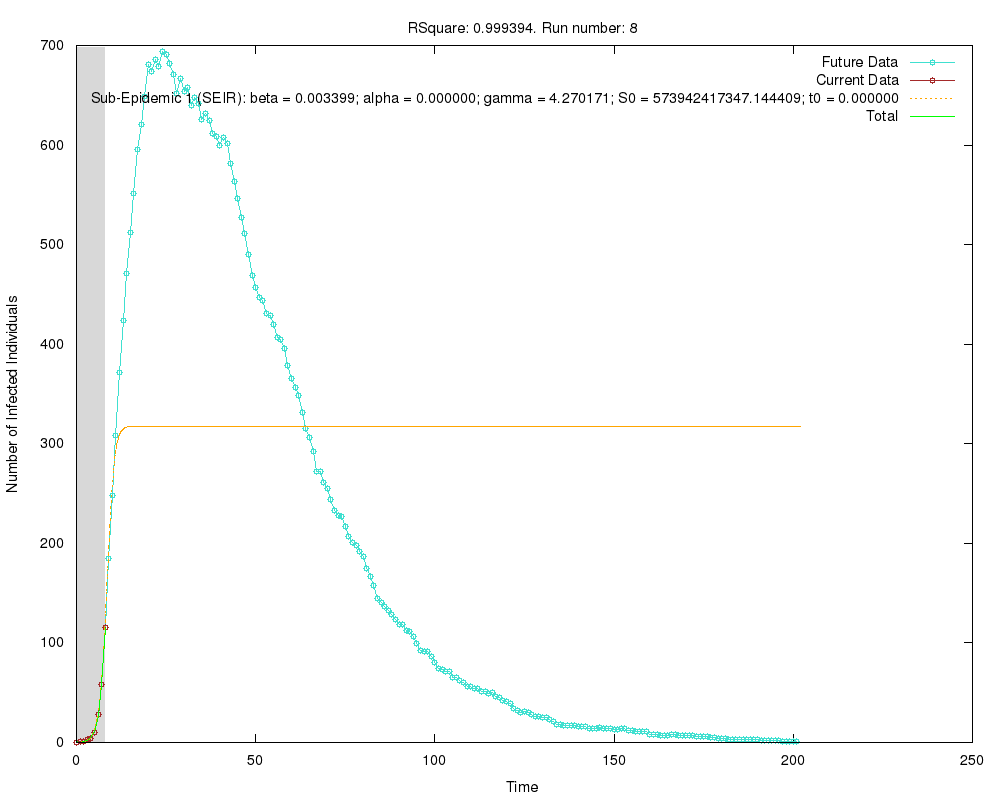 RSquare: 0.999394. Run number: 8
Future Data
Current Data
Sub-Epidemic 1 (SEIR): beta = 0.003399; alpha = 0.000000; gamma = 4.270171; S0 = 573942417347.144409; t0 = 0.000000
Total
700
600
500
400
300
200
100
0
Number of Infected Individuals
0 50 100 150 200 250
Time